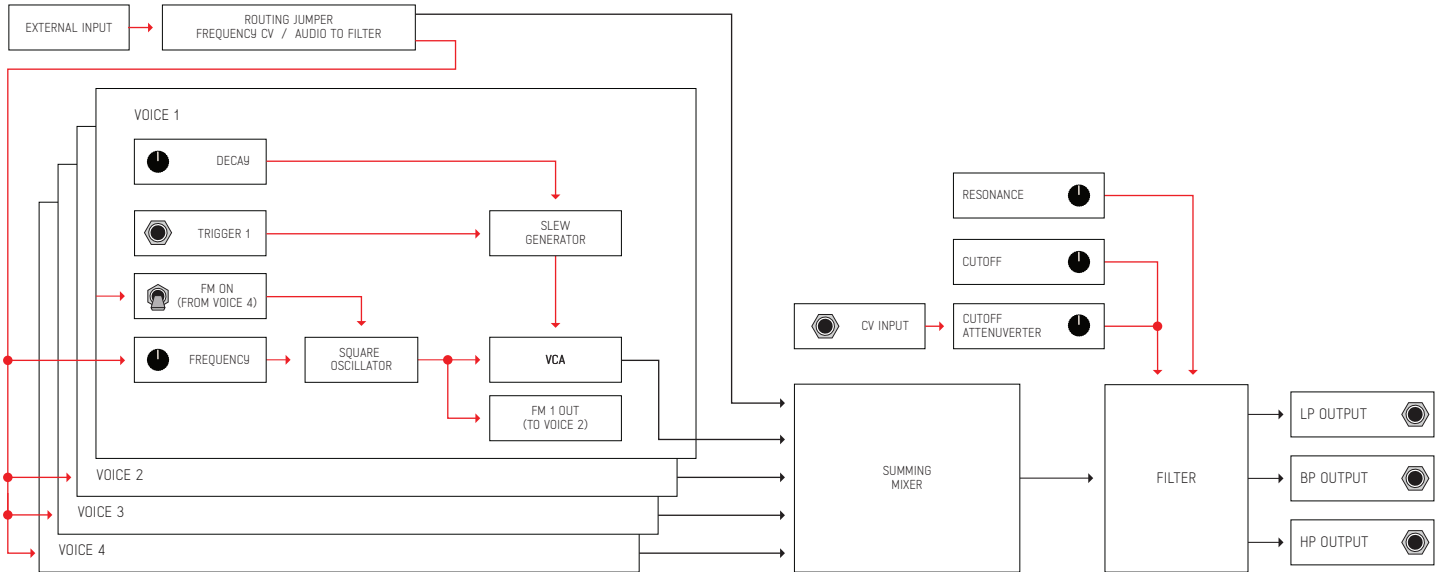 EXTERNAL INPUT
ROUTING JUMPER
FREQUENCY CV / AUDIO TO FILTER
VOICE 1
DECAY
TRIGGER 1
SLEW
GENERATOR
FM ON
(FROM VOICE 4)
FREQUENCY
SQUARE
OSCILLATOR
VCA
FM 1 OUT
(TO VOICE 2)
VOICE 2
VOICE 3
VOICE 4
RESONANCE
CUTOFF
CV INPUT
CUTOFF
ATTENUVERTER
SUMMING
MIXER
FILTER
LP OUTPUT
BP OUTPUT
HP OUTPUT